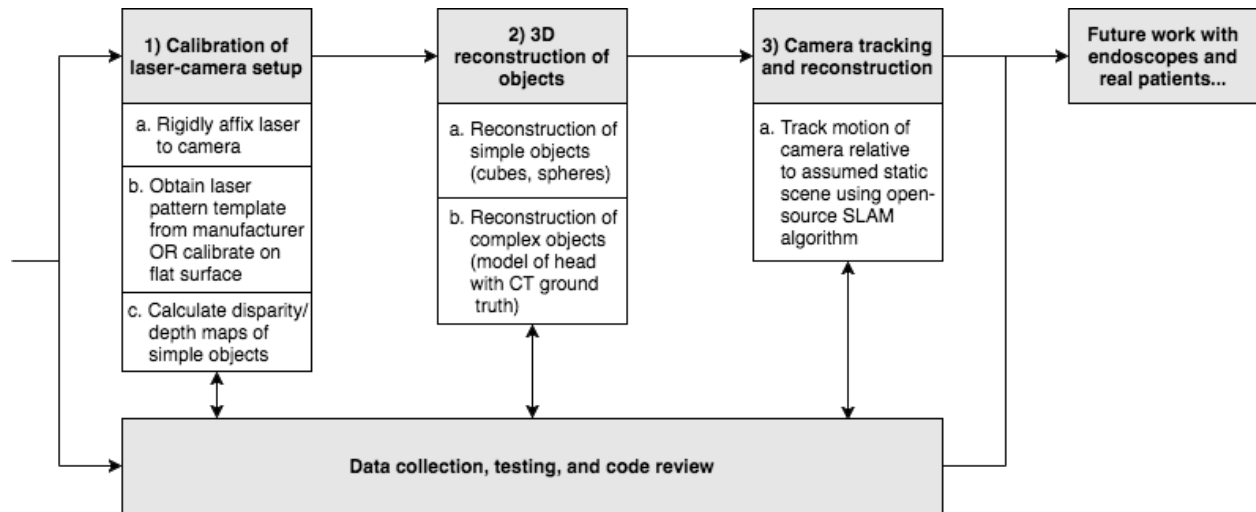 1) Calibration of
laser-camera setup
a. Rigidly affix laser
to camera
b. Obtain laser
pattern template
from manufacturer
OR calibrate on
flat surface
c. Calculate disparity/
depth maps of
simple objects
2) 3D
reconstruction of
objects
a. Reconstruction of
simple objects
(cubes, spheres)
b. Reconstruction of
complex objects
(model of head
with CT ground
truth)
3) Camera tracking
and reconstruction
a. Track motion of
camera relative
to assumed static
scene using open-
source SLAM
algorithm
Future work with
endoscopes and
real patients...
Data collection, testing, and code review